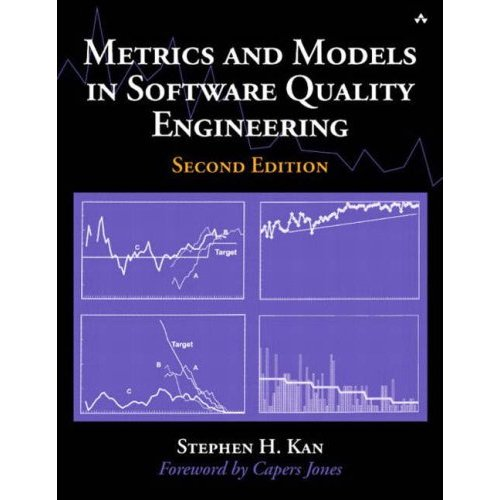 METRICS AND MODELS
IN SOFTWARE QUALITY
ENGINEERING
SECOND EDITION
C
B
Target
A
Target
B
A
C
STEPHEN H. KAN
Foreword by Capers Jones